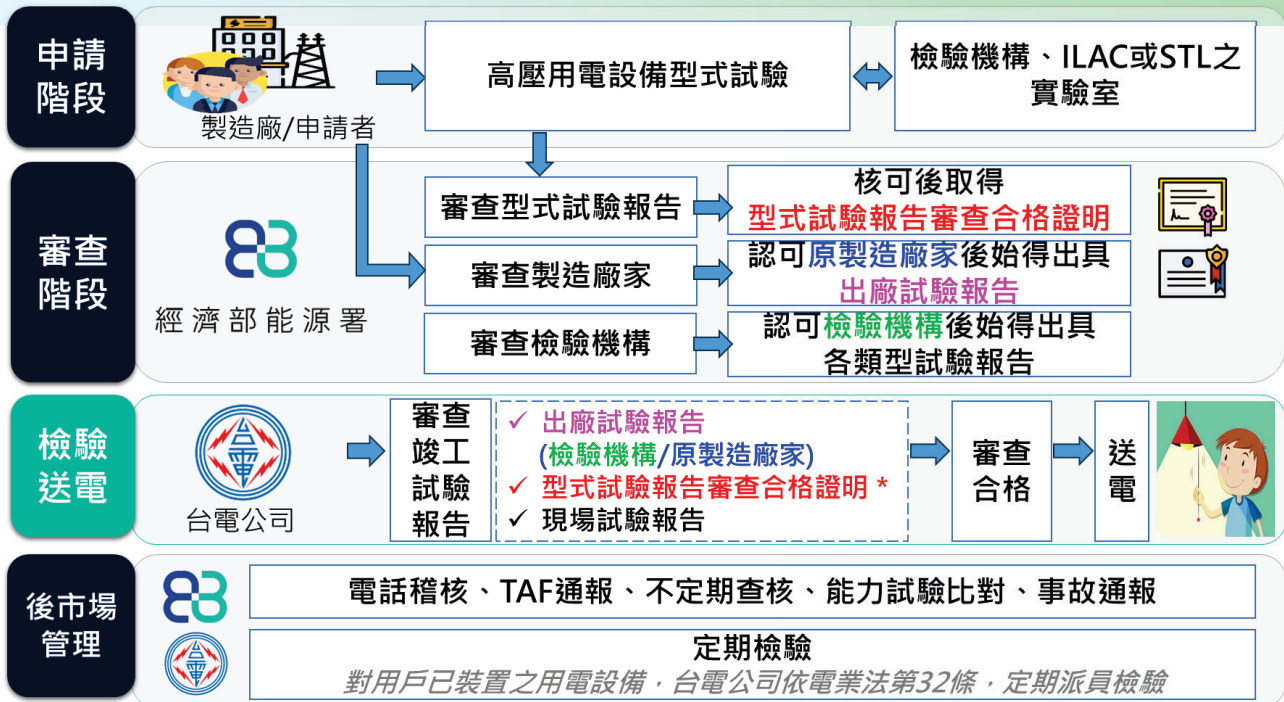 申請
階段
製造廠/申請者
高壓用電設備型式試驗
檢驗機構、ILAC或STL之
實驗室
審查
階段
經濟部能源署
審查型式試驗報告
核可後取得
型式試驗報告審查合格證明
審查製造廠家
認可原製造廠家後始得出具
出廠試驗報告
審查檢驗機構
認可檢驗機構後始得出具
各類型試驗報告
檢驗
送電
台電
台電公司
審查
竣工
試驗
報告
✓ 出廠試驗報告
(檢驗機構/原製造廠家)
✓ 型式試驗報告審查合格證明 *
✓ 現場試驗報告
審查
合格
送
電
後市場
管理
電話稽核、TAF通報、不定期查核、能力試驗比對、事故通報
定期檢驗
對用戶已裝置之用電設備，台電公司依電業法第32條，定期派員檢驗